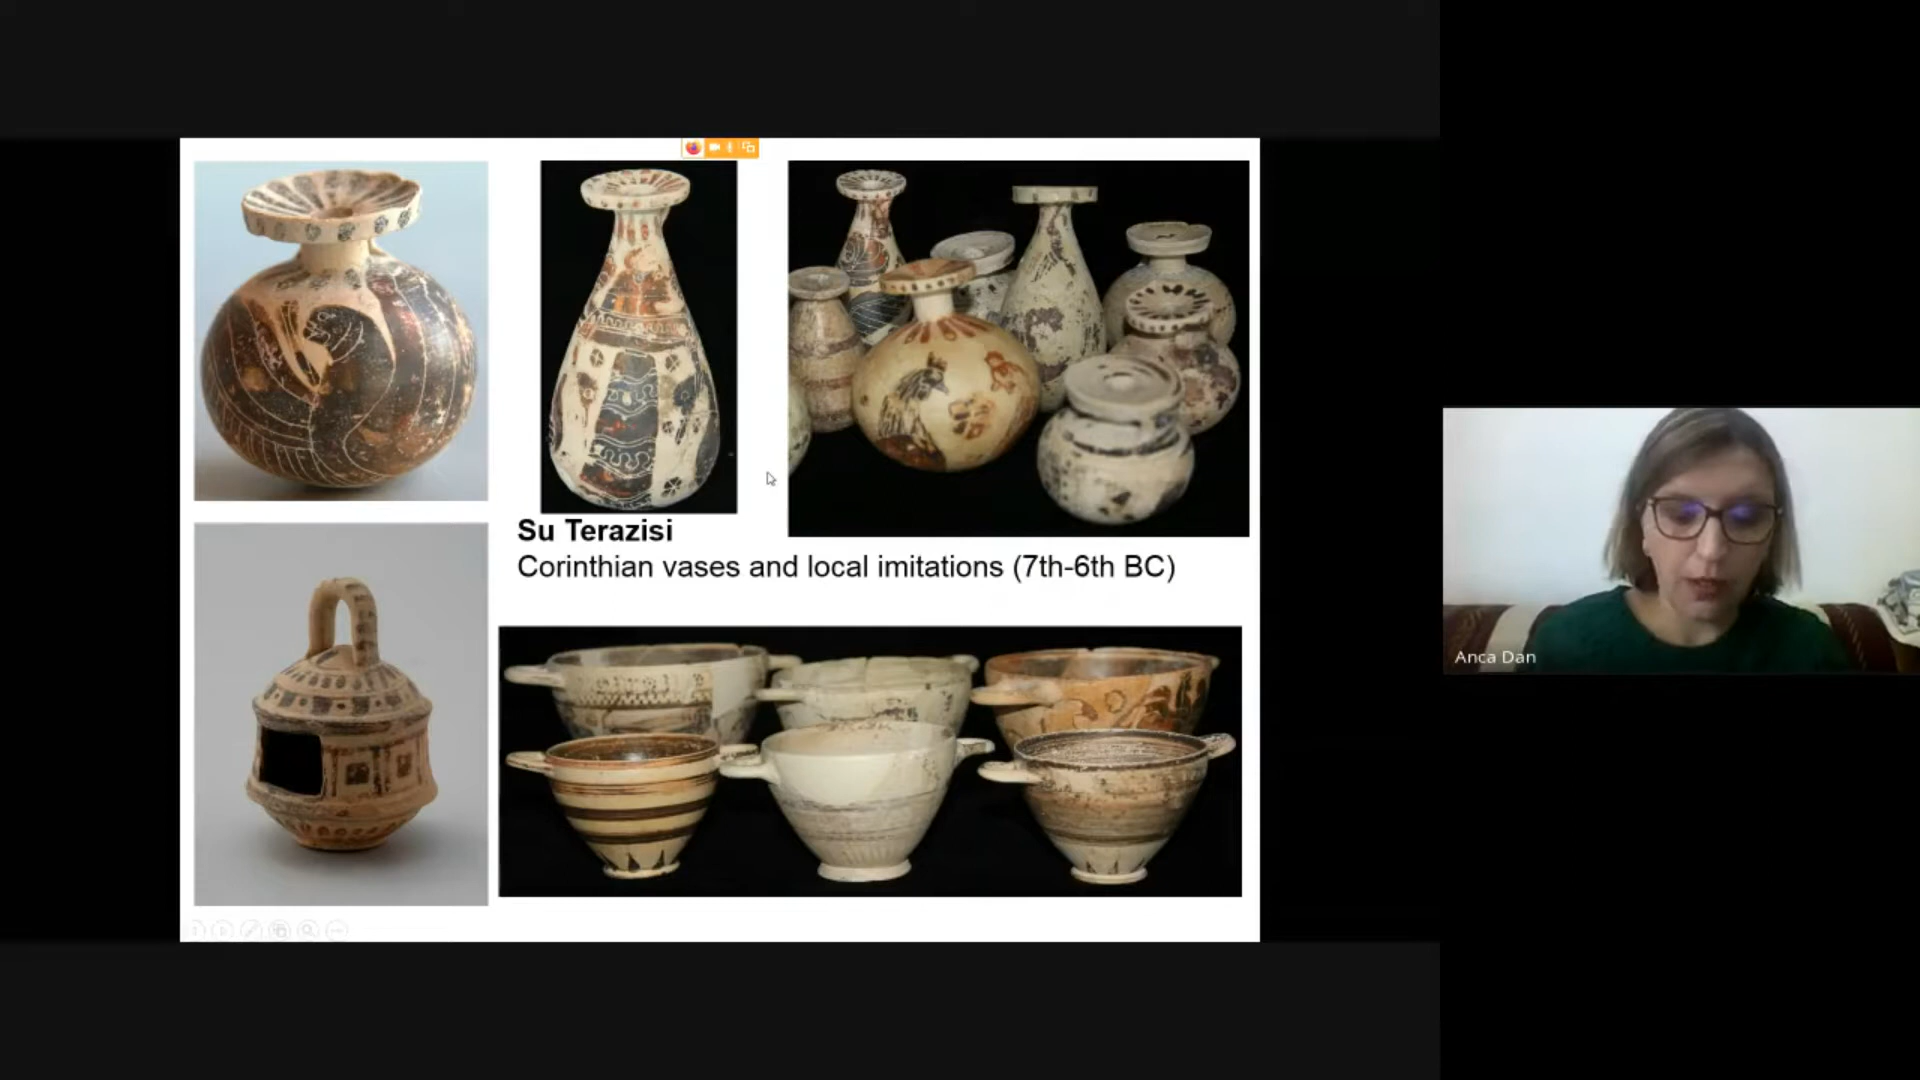 Su Terazisi
Corinthian vases and local imitations (7th-6th BC)
Anca Dan